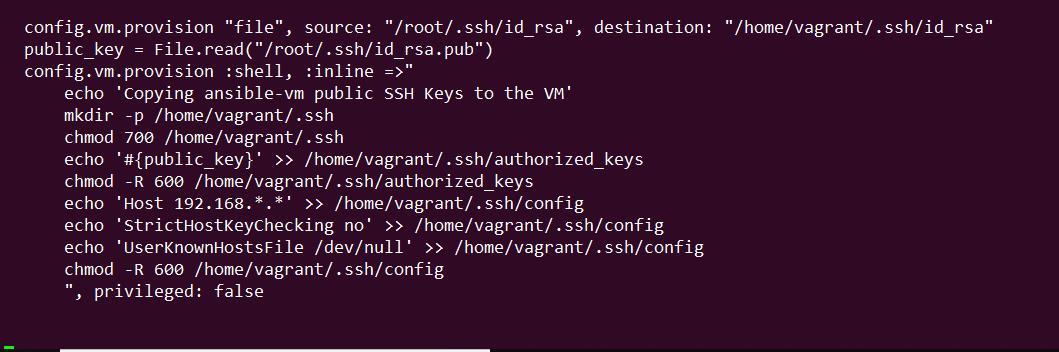 config.vm.provision "file", source: "/root/.ssh/id_rsa", destination: "/home/vagrant/.ssh/id_rsa"
public_key = File.read("/root/.ssh/id_rsa.pub")
config.vm.provision :shell, :inline =>"
    echo 'Copying ansible-vm public SSH Keys to the VM'
    mkdir -p /home/vagrant/.ssh
    chmod 700 /home/vagrant/.ssh
    echo '#{public_key}' >> /home/vagrant/.ssh/authorized_keys
    chmod -R 600 /home/vagrant/.ssh/authorized_keys
    echo 'Host 192.168.*.*' >> /home/vagrant/.ssh/config
    echo 'StrictHostKeyChecking no' >> /home/vagrant/.ssh/config
    echo 'UserKnownHostsFile /dev/null' >> /home/vagrant/.ssh/config
    chmod -R 600 /home/vagrant/.ssh/config
    ", privileged: false